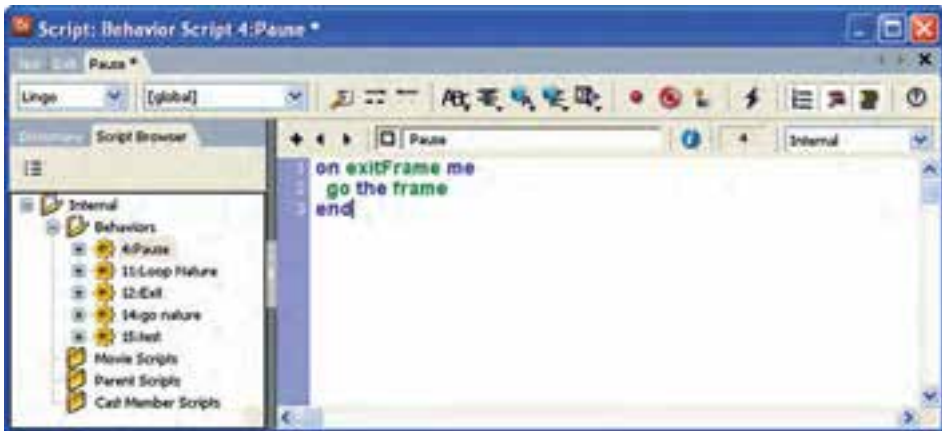 Script: Behavior Script 4:Pause *
Pause *
Lingo
[global]
Script Browser
Pause
4
Internal
Internal
Behaviors
4:Pause
11:Loop Nature
12:Exit
14:go nature
15:test
Movie Scripts
Parent Scripts
Cast Member Scripts
on exitFrame me
go the frame
end